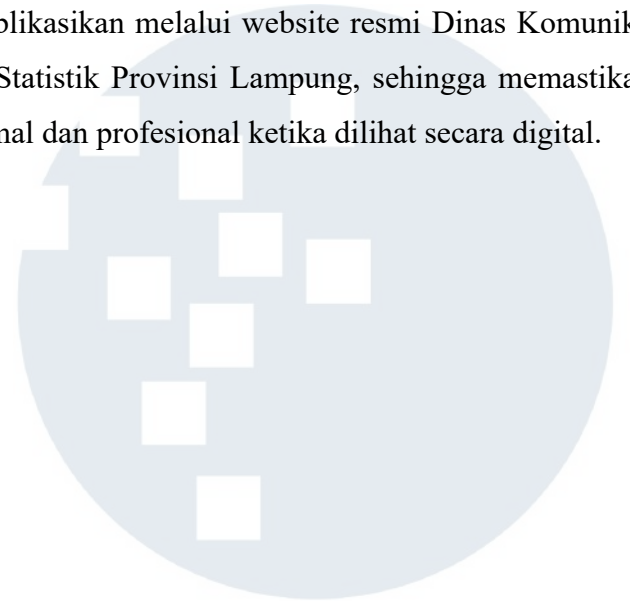 plikasikan melalui website resmi Dinas Komunik
Statistik Provinsi Lampung, sehingga memastika
nal dan profesional ketika dilihat secara digital.